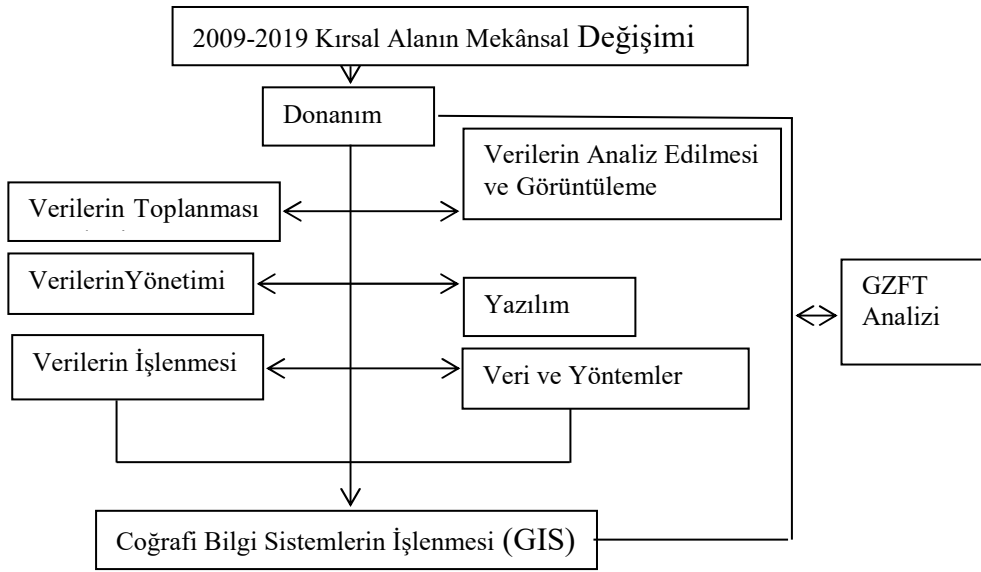 2009-2019 Kırsal Alanın Mekânsal Değişimi
Donanım
Verilerin Analiz Edilmesi
ve Görüntüleme
Verilerin Toplanması
VerilerinYönetimi
Yazılım
GZFT
Analizi
Verilerin İşlenmesi
Veri ve Yöntemler
Coğrafi Bilgi Sistemlerin İşlenmesi (GIS)